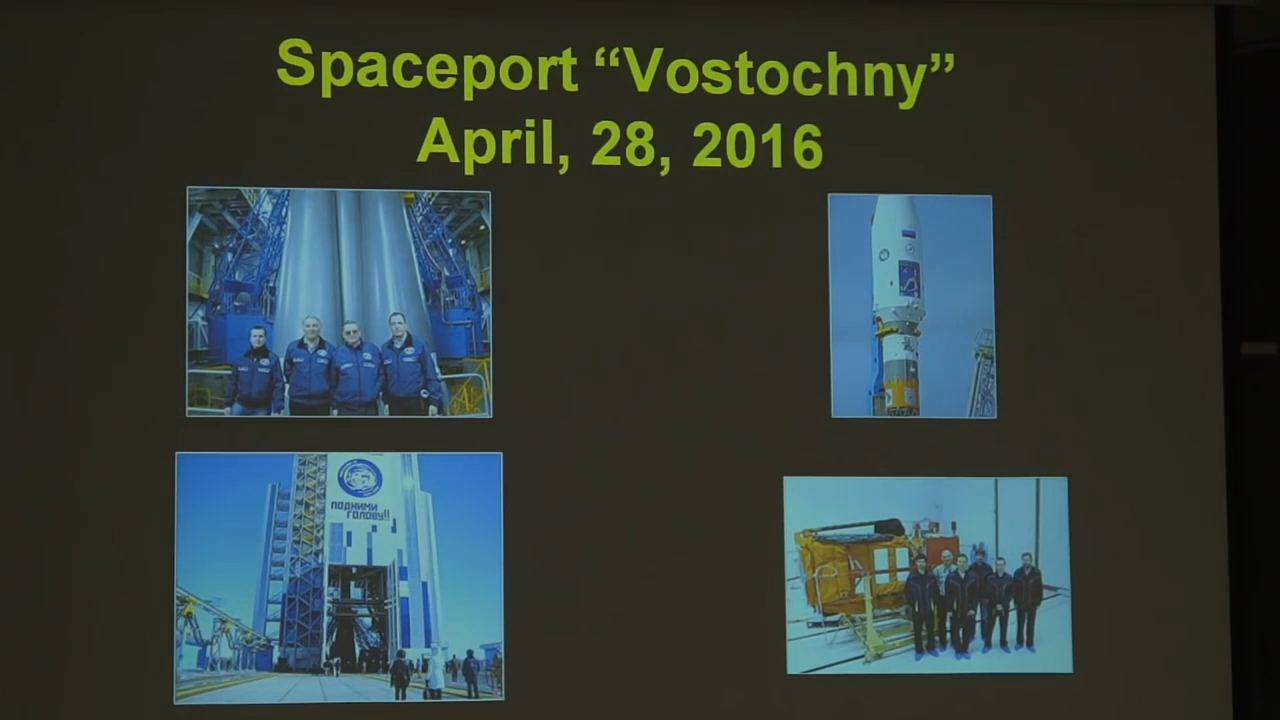 Spaceport “Vostochny”
April, 28, 2016
ПОДНИМИ
ГОЛОВУ!!